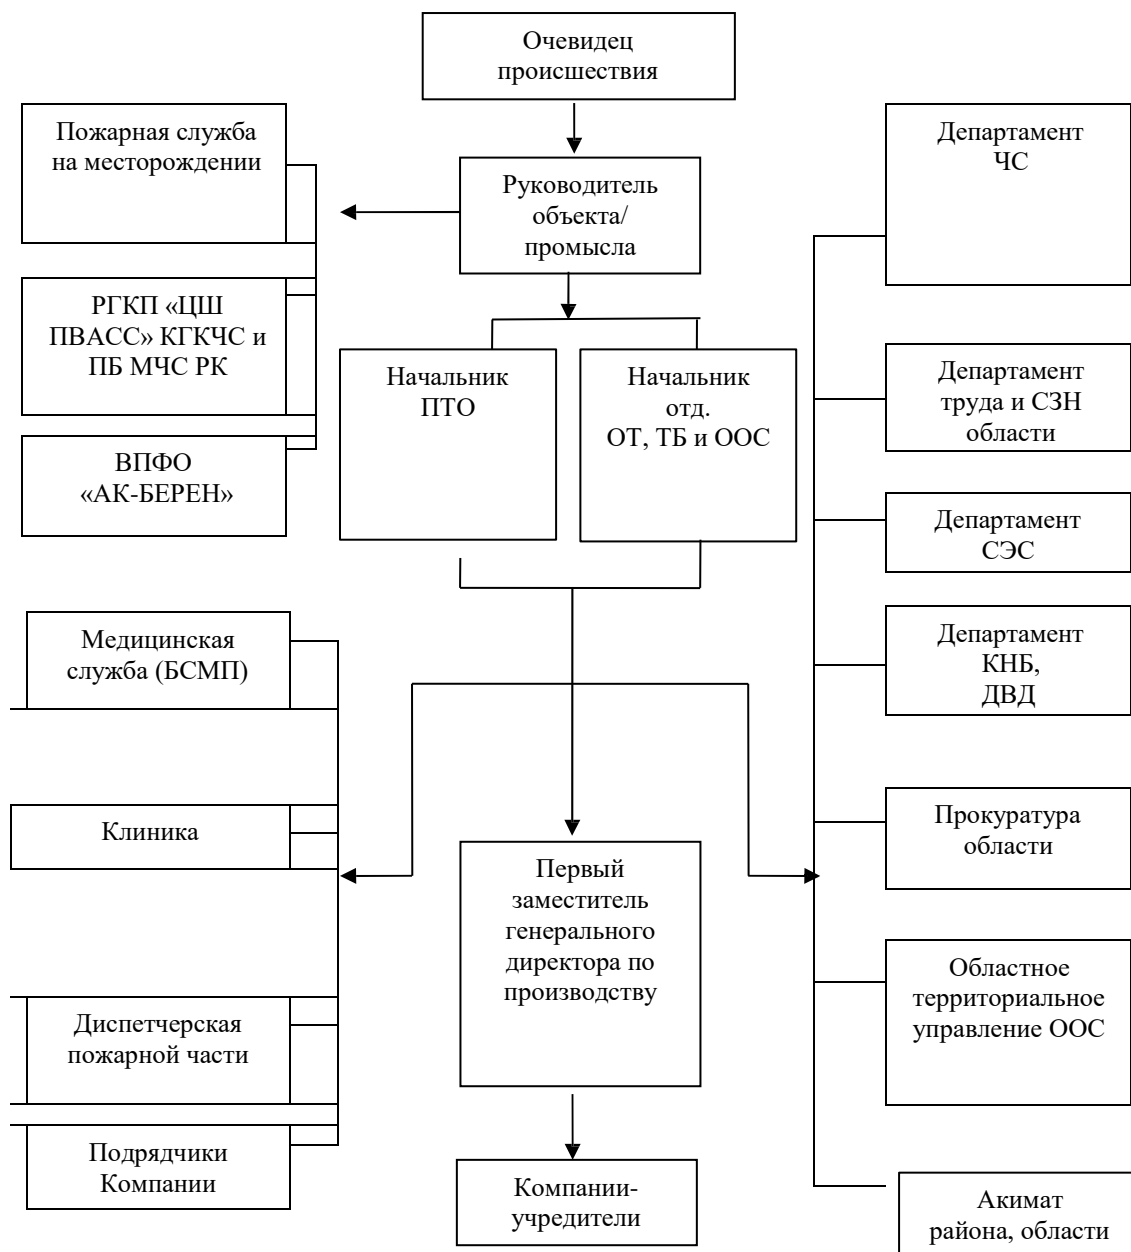 Очевидец
происшествия
Пожарная служба
на месторождении
Руководитель
объекта/
промысла
Департамент
ЧС
РГКП «ЦШ
ПВАСС» КГКЧС и
ПБ МЧС РК
Начальник
ПТО
Начальник
отд.
ОТ, ТБ и ООС
Департамент
труда и СЗН
области
ВПФО
«АК-БЕРЕН»
Департамент
СЭС
Медицинская
служба (БСМП)
Департамент
КНБ,
ДВД
Клиника
Прокуратура
области
Первый
заместитель
генерального
директора по
производству
Областное
территориальное
управление ООС
Диспетчерская
пожарной части
Подрядчики
Компании
Компании-
учредители
Акимат
района, области